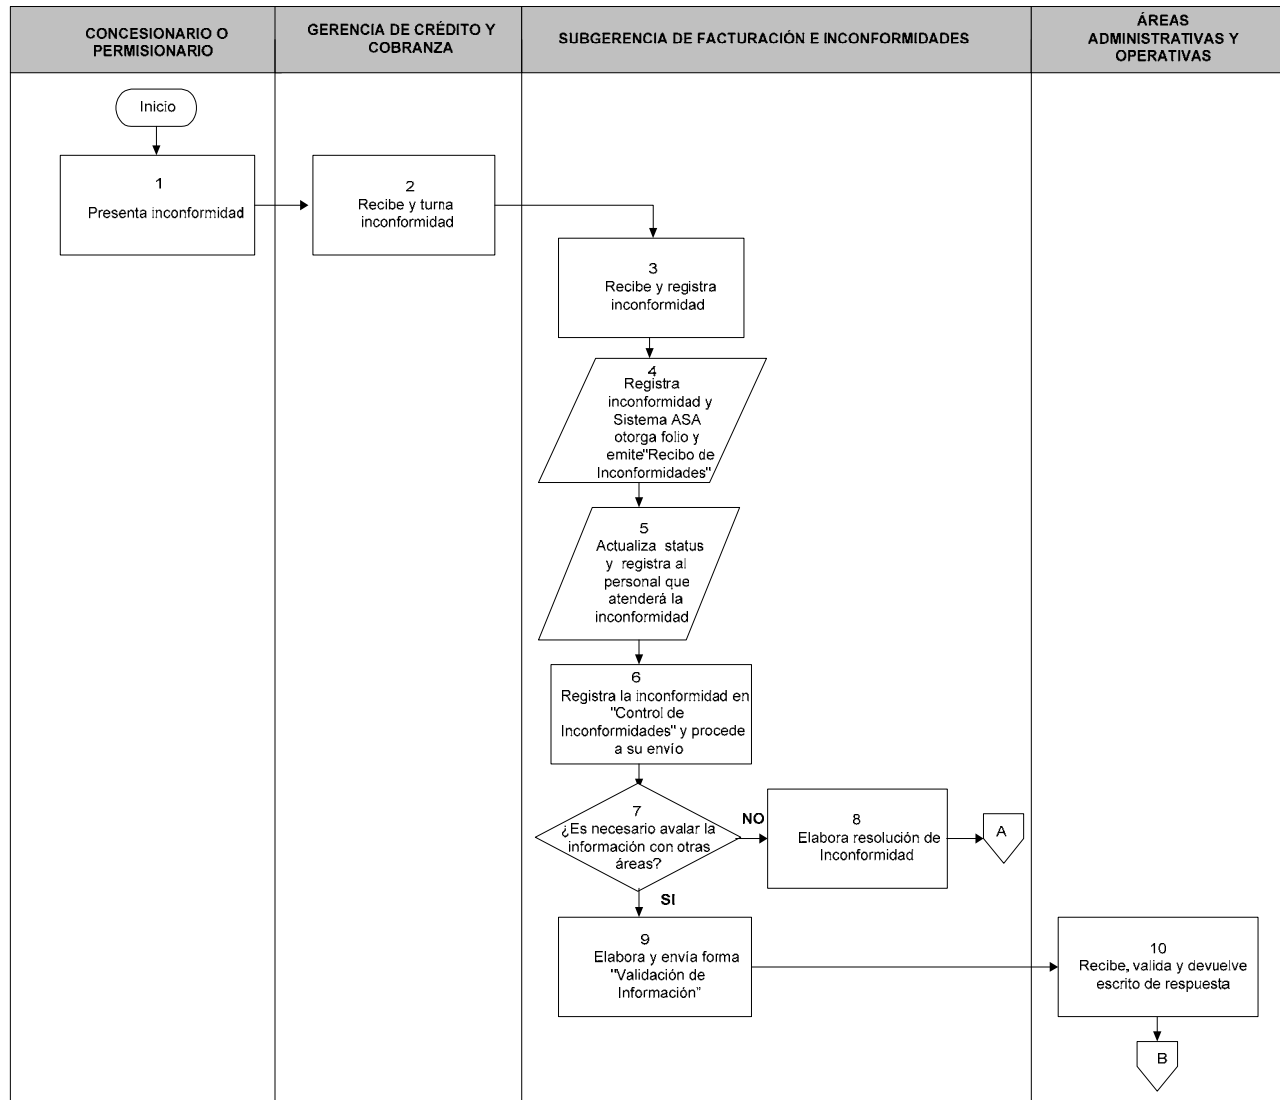 CONCESIONARIO O
PERMISIONARIO
GERENCIA DE CRÉDITO Y
COBRANZA
SUBGERENCIA DE FACTURACIÓN E INCONFORMIDADES
ÁREAS
ADMINISTRATIVAS Y
OPERATIVAS
Inicio
1
Presenta inconformidad
2
Recibe y turna
inconformidad
3
Recibe y registra
inconformidad
4
Registra
inconformidad y
Sistema ASA
otorga folio y
emite"Recibo de
Inconformidades"
5
Actualiza status
y registra al
personal que
atenderá la
inconformidad
6
Registra la inconformidad en
"Control de
Inconformidades" y procede
a su envío
7
¿Es necesario avalar la
información con otras
áreas?
NO
8
Elabora resolución de
Inconformidad
A
SI
9
Elabora y envía forma
"Validación de
Información"
10
Recibe, valida y devuelve
escrito de respuesta
B